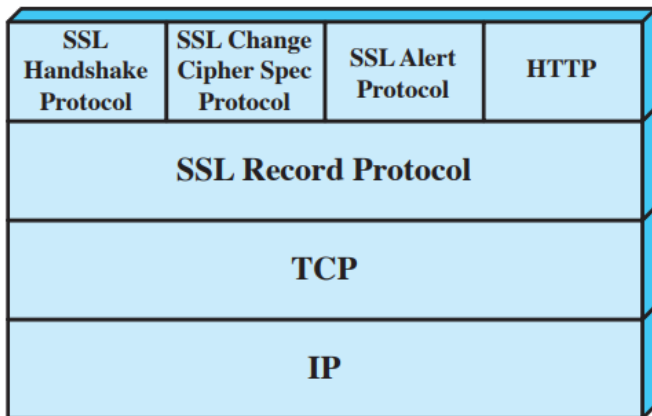 SSL
Handshake
Protocol
SSL Change
Cipher Spec
Protocol
SSL Alert
Protocol
HTTP
SSL Record Protocol
TCP
IP